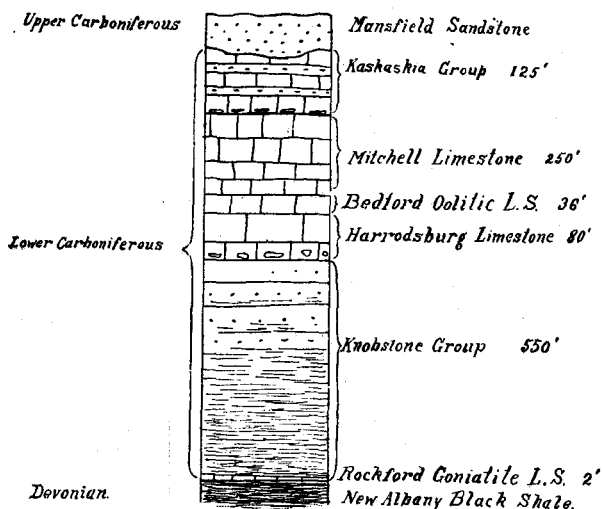 Upper Carboniferous Mansfield Sandstone
Kaskaskia Group 125'
Mitchell Limestone 250'
Bedford Oolitic L.S. 36'
Lower Carboniferous Harrodsburg Limestone 80'
Knobstone Group 550'
Rockford Goniatite L.S. 2'
Devonian. New Albany Black Shale.